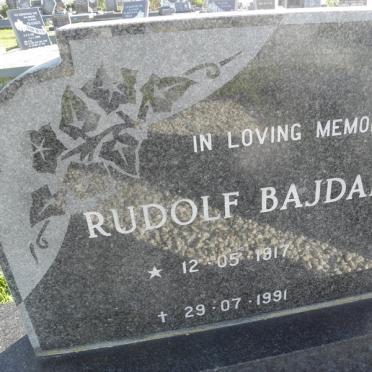 IN LOVING MEMO
RUDOLF BAJDA
★ 12·05·1917
✝ 29·07·1991